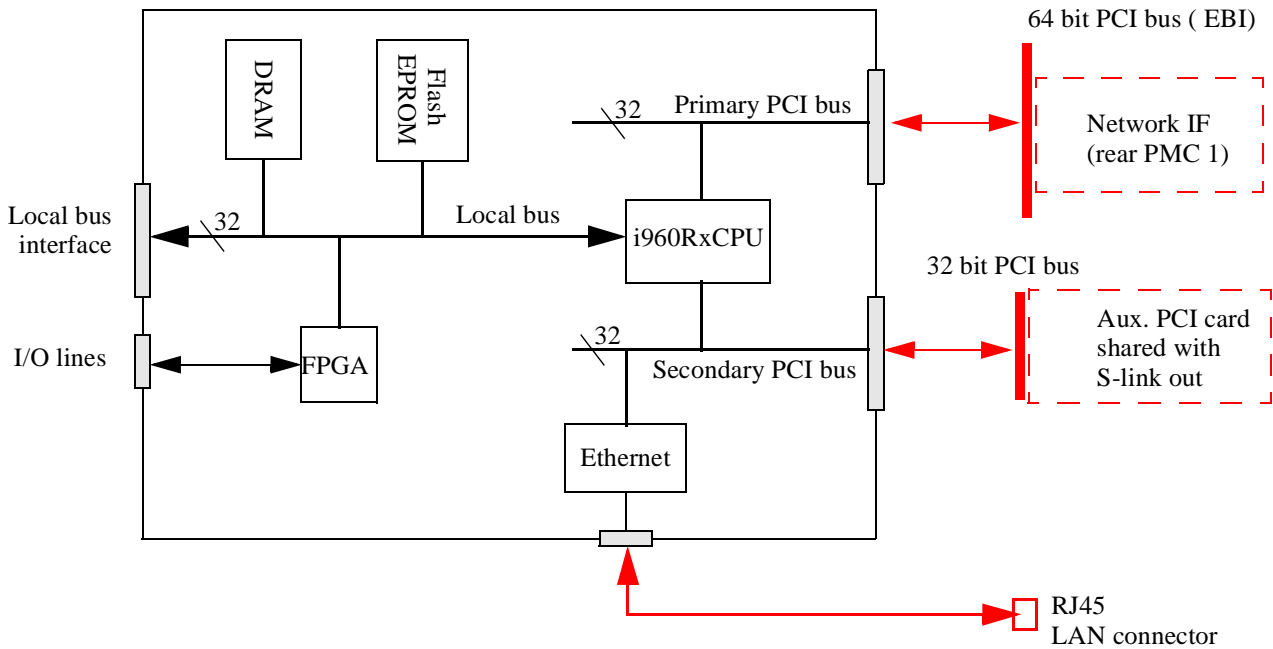 64 bit PCI bus ( EBI)
DRAM
Flash
EPROM
32
Primary PCI bus
Network IF
(rear PMC 1)
Local bus
interface
32
Local bus
i960RxCPU
32 bit PCI bus
I/O lines
FPGA
32
Secondary PCI bus
Aux. PCI card
shared with
S-link out
Ethernet
RJ45
LAN connector